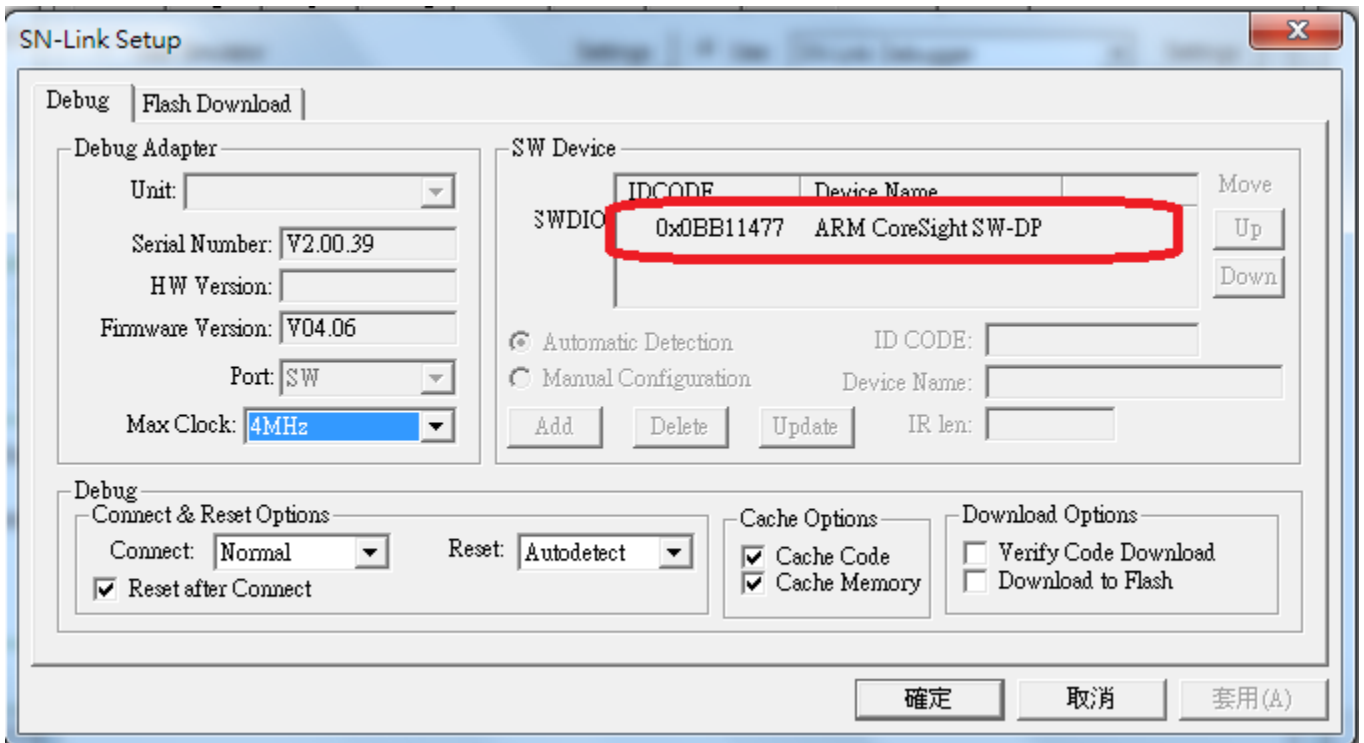 SN-Link Setup
Debug
Flash Download
Debug Adapter
Unit:
Serial Number: V2.00.39
HW Version:
Firmware Version: V04.06
Port: SW
Max Clock: 4MHz
SW Device
IDCODE Device Name
SWDIO 0x0BB11477 ARM CoreSight SW-DP
Move
Up
Down
Automatic Detection
Manual Configuration
ID CODE:
Device Name:
Add Delete Update IR len:
Debug
Connect & Reset Options
Connect: Normal Reset: Autodetect
Reset after Connect
Cache Options
Cache Code
Cache Memory
Download Options
Verify Code Download
Download to Flash
確定 取消 套用(A)